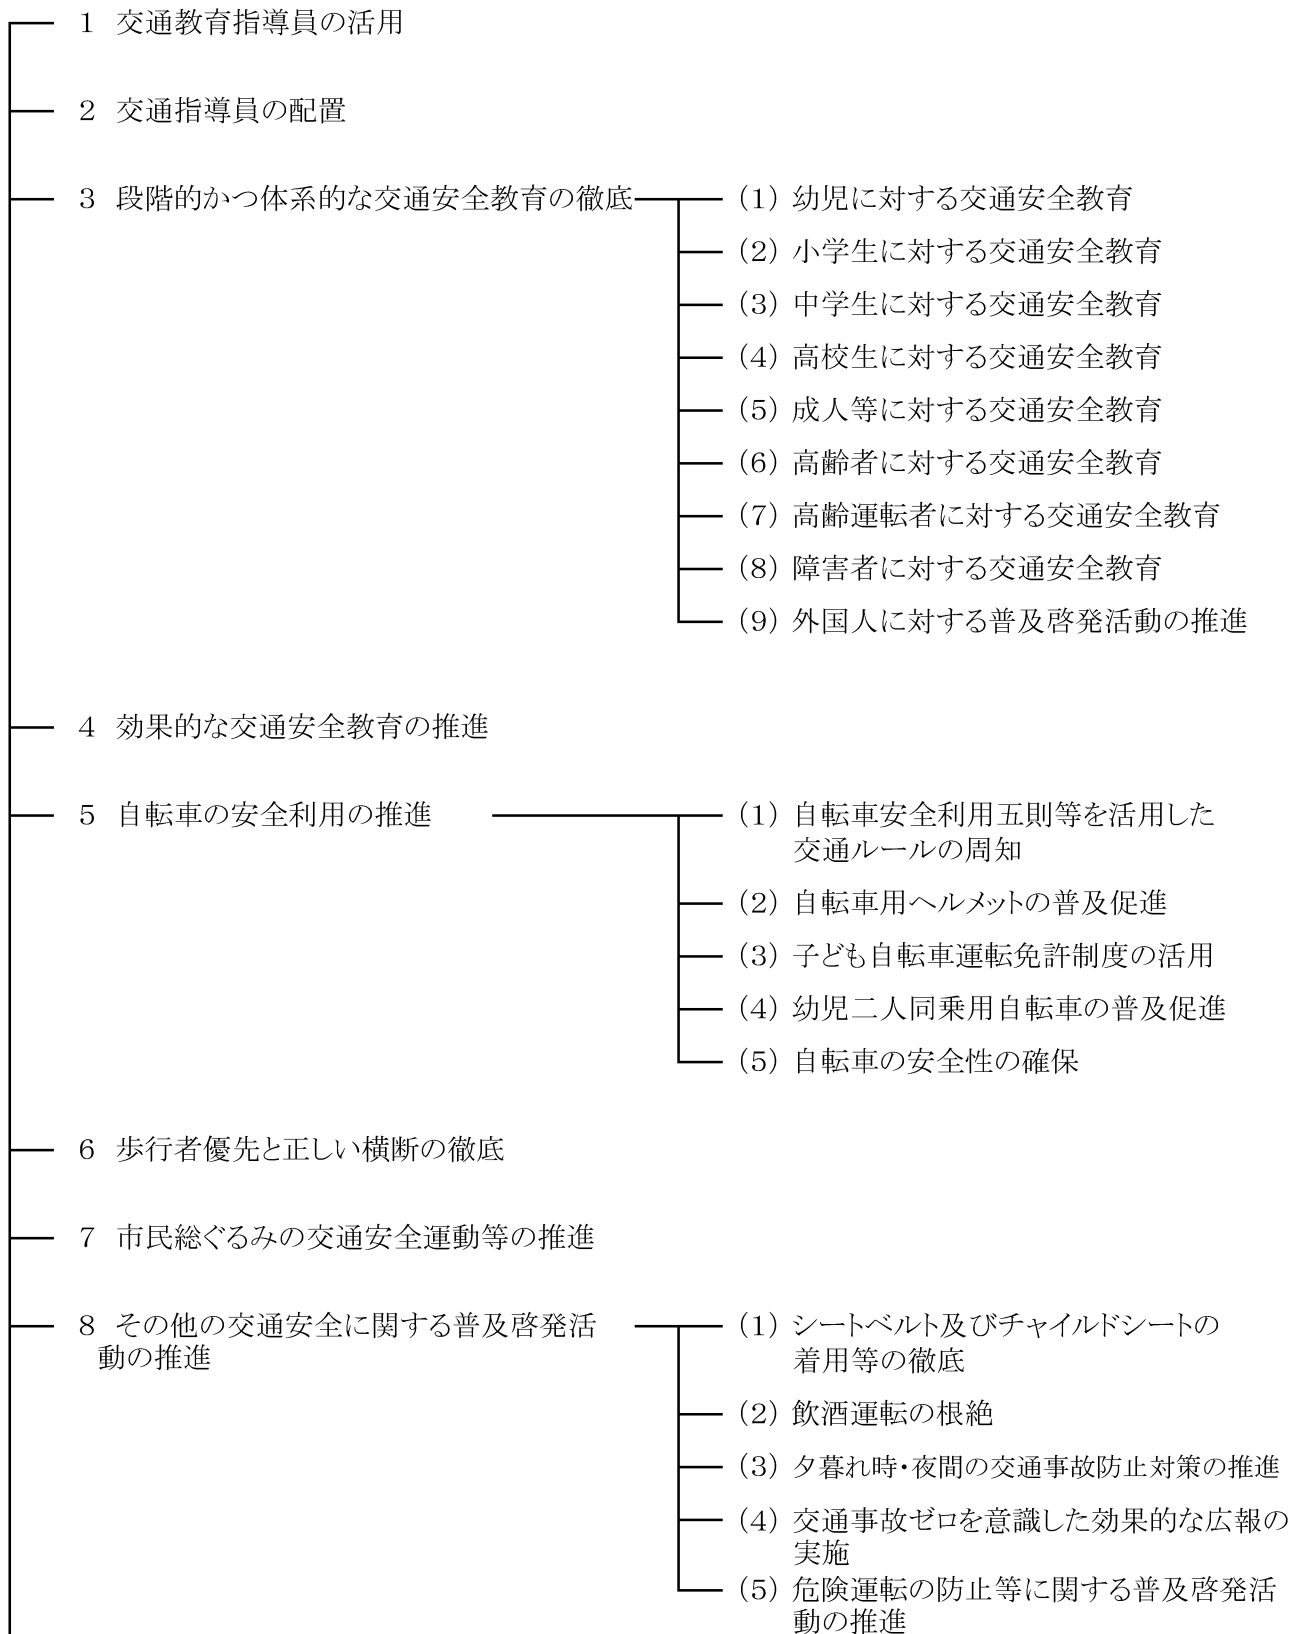 1 交通教育指導員の活用
2 交通指導員の配置
3 段階的かつ体系的な交通安全教育の徹底
(1) 幼児に対する交通安全教育
(2) 小学生に対する交通安全教育
(3) 中学生に対する交通安全教育
(4) 高校生に対する交通安全教育
(5) 成人等に対する交通安全教育
(6) 高齢者に対する交通安全教育
(7) 高齢運転者に対する交通安全教育
(8) 障害者に対する交通安全教育
(9) 外国人に対する普及啓発活動の推進
4 効果的な交通安全教育の推進
5 自転車の安全利用の推進
(1) 自転車安全利用五則等を活用した
交通ルールの周知
(2) 自転車用ヘルメットの普及促進
(3) 子ども自転車運転免許制度の活用
(4) 幼児二人同乗用自転車の普及促進
(5) 自転車の安全性の確保
6 歩行者優先と正しい横断の徹底
7 市民総ぐるみの交通安全運動等の推進
8 その他の交通安全に関する普及啓発活
動の推進
(1) シートベルト及びチャイルドシートの
着用等の徹底
(2) 飲酒運転の根絶
(3) 夕暮れ時・夜間の交通事故防止対策の推進
(4) 交通事故ゼロを意識した効果的な広報の
実施
(5) 危険運転の防止等に関する普及啓発活
動の推進